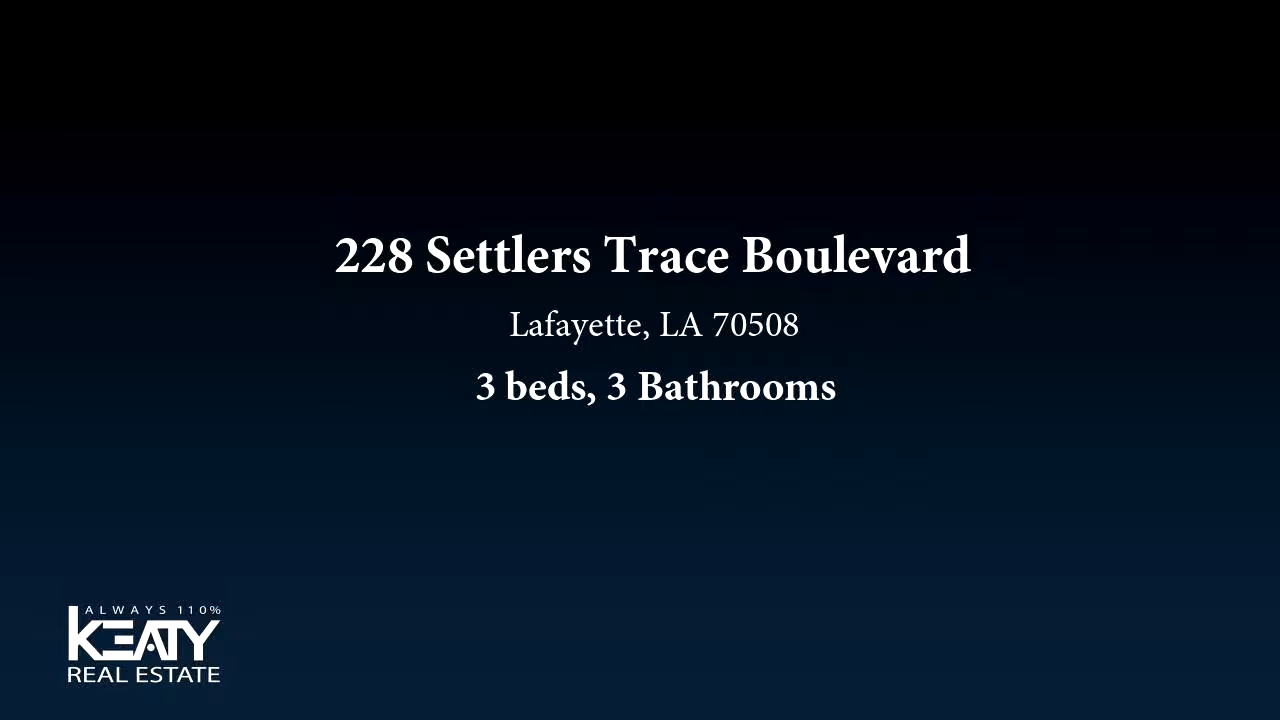 228 Settlers Trace Boulevard
Lafayette, LA 70508
3 beds, 3 Bathrooms
ALWAYS 110%
KEATY
REAL ESTATE